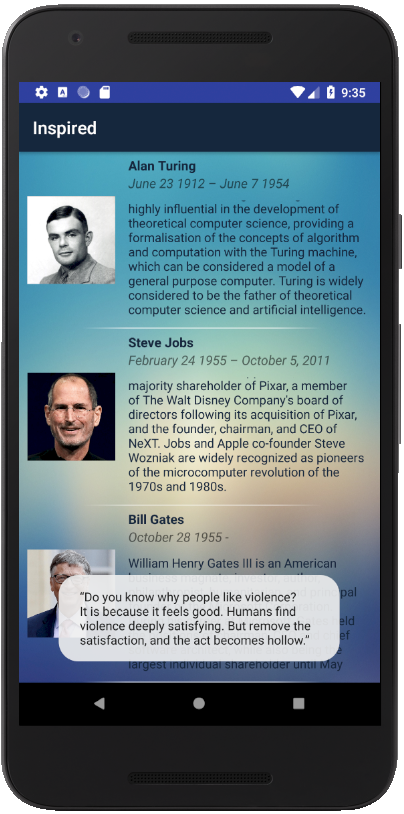 9:35
Inspired
Alan Turing
June 23 1912 – June 7 1954
highly influential in the development of
theoretical computer science, providing a
formalisation of the concepts of algorithm
and computation with the Turing machine,
which can be considered a model of a
general purpose computer. Turing is widely
considered to be the father of theoretical
computer science and artificial intelligence.
Steve Jobs
February 24 1955 – October 5, 2011
majority shareholder of Pixar, a member
of The Walt Disney Company's board of
directors following its acquisition of Pixar,
and the founder, chairman, and CEO of
NeXT. Jobs and Apple co-founder Steve
Wozniak are widely recognized as pioneers
of the microcomputer revolution of the
1970s and 1980s.
Bill Gates
October 28 1955 -
William Henry Gates III is an American
business magnate, investor, author,
“Do you know why people like violence?
It is because it feels good. Humans find
violence deeply satisfying. But remove the
satisfaction, and the act becomes hollow.”
largest individual shareholder until May